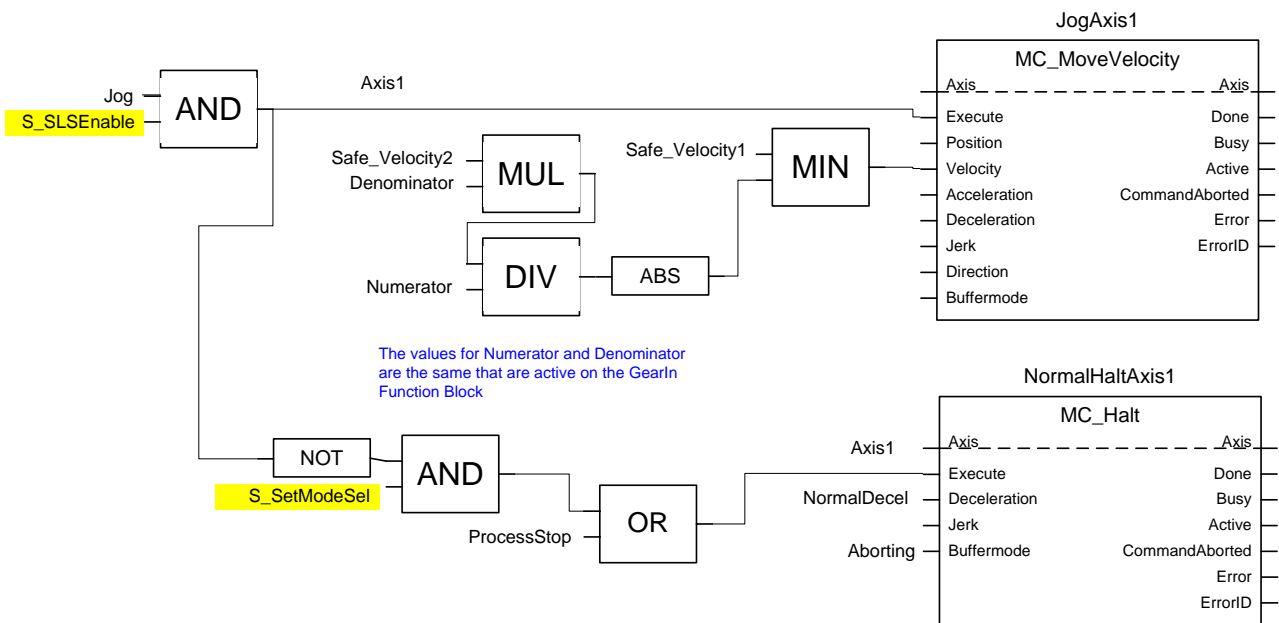 JogAxis1
MC_MoveVelocity
Jog
S_SLSEnable
AND
Axis1
Axis Axis
Execute Done
Position Busy
Velocity Active
Acceleration CommandAborted
Deceleration Error
Jerk ErrorID
Direction
Buffermode
Safe_Velocity2
Denominator
MUL
Safe_Velocity1
MIN
Numerator
DIV
ABS
The values for Numerator and Denominator
are the same that are active on the GearIn
Function Block
NormalHaltAxis1
MC_Halt
NOT
S_SetModeSel
AND
ProcessStop
OR
Axis1
NormalDecel
Aborting
Axis Axis
Execute Done
Deceleration Busy
Jerk Active
Buffermode CommandAborted
Error
ErrorID